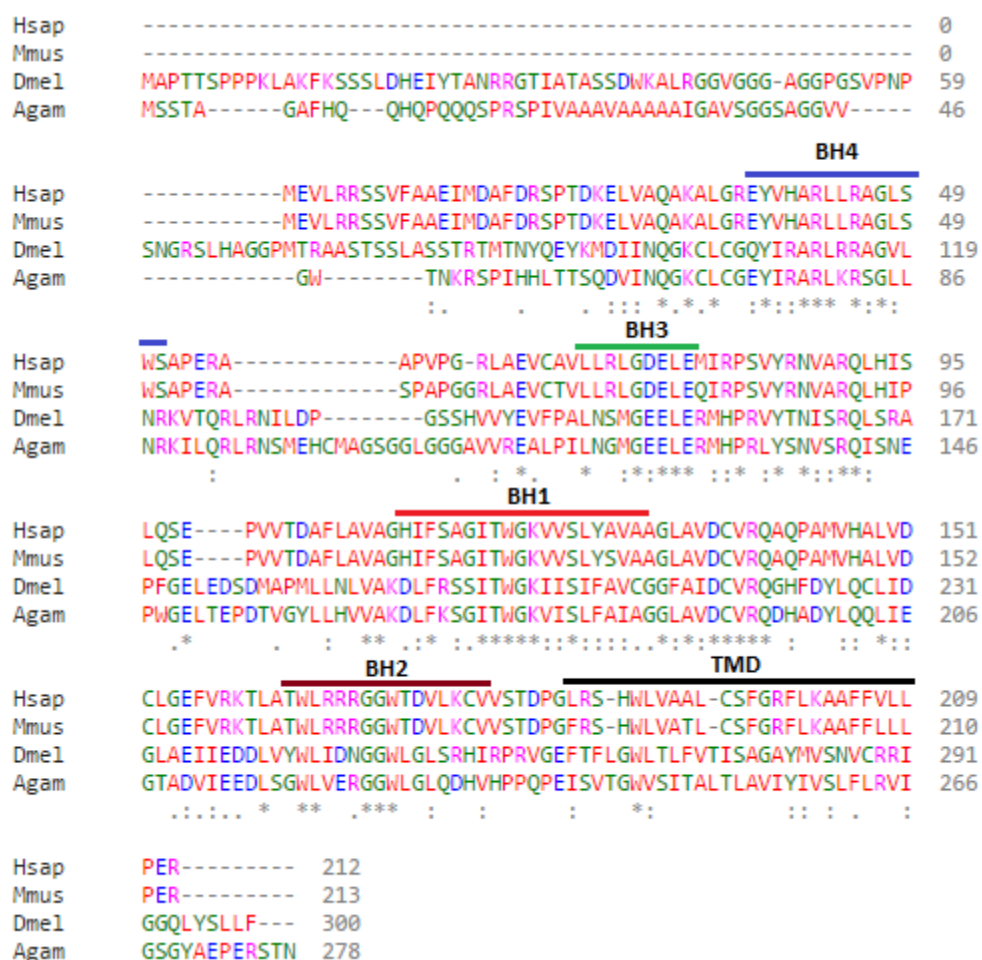 Hsap ------------------------------------------------------------ 0
Mmus ------------------------------------------------------------ 0
Dmel MAPTTSPPPKLAKFKSSSLDHEIYTANRRGTIATASSDWKALRGGVGGG-AGGPGSVPNP 59
Agam MSSTA------GAFHQ---QHQPQQQSPRSPIVAAAVAAAAAIGAVSGGSAGGVV----- 46
BH4
Hsap -----------MEVLRRSSVFAAEIMDAFDRSPTDKELVAQAKALGREYVHARLLRAGLS 49
Mmus -----------MEVLRRSSVFAAEIMDAFDRSPTDKELVAQAKALGREYVHARLLRAGLS 49
Dmel SNGRSLHAGGPMTRAASTSSLASSTRTMTNYQEYKMDIINQGKCLCGQYIRARLRRAGVL 119
Agam ------------GW--------TNKRSPIHHLTTSQDVINQGKCLCGEYIRARLKRSGLL 86
:. . . ::: *.*.* :*::*** *:*:
BH3
Hsap WSAPERA-------------APVPG-RLAEVCAVLLRLGDELEMIRPSVYRNVARQLHIS 95
Mmus WSAPERA-------------SPAPGGRLAEVCTVLLRLGDELEQIRPSVYRNVARQLHIP 96
Dmel NRKVTQRLRNILDP--------GSSHVVYEVFPALNSMGEELERMHPRVYTNISRQLSRA 171
Agam NRKILQRLRNSMEHCMAGSGGLGGGAVVREALPILNGMGEELERMHPRLYSNVSRQISNE 146
: . : *. * :*:*** ::* :* *::**:
BH1
Hsap LQSE----PVVTDAFLAVAGHIFSAGITWGKVVSLYAVAAGLAVDCVRQAQPAMVHALVD 151
Mmus LQSE----PVVTDAFLAVAGHIFSAGITWGKVVSLYSVAAGLAVDCVRQAQPAMVHALVD 152
Dmel PFGELEDSDMAPMLLNLVAKDLFRSSITWGKIISIFAVCGGFAIDCVRQGHFDYLQCLID 231
Agam PWGELTEPDTVGYLLHVVAKDLFKSGITWGKVISLFAIAGGLAVDCVRQDHADYLQQLIE 206
.* . : ** .:* :.*****::*::::..*:*:***** : :: *::
BH2 TMD
Hsap CLGEFVRKTLATWLRRRGGWTDVLKCVVSTDPGLRS-HWLVAAL-CSFGRFLKAAFFVLL 209
Mmus CLGEFVRKTLATWLRRRGGWTDVLKCVVSTDPGFRS-HWLVATL-CSFGRFLKAAFFLLL 210
Dmel GLAEIIEDDLVYWLIDNGGWLGLSRHIRPRVGEFTFLGWLTLFVTISAGAYMVSNVCRRI 291
Agam GTADVIEEDLSGWLVERGGWLGLQDHVHPPQPEISVTGWVSITALTLAVIYIVSLFLRVI 266
.:.:.. * ** .*** : : : *: :: : . :
Hsap PER--------- 212
Mmus PER--------- 213
Dmel GGQLYSLLF--- 300
Agam GSGYAEPERSTN 278